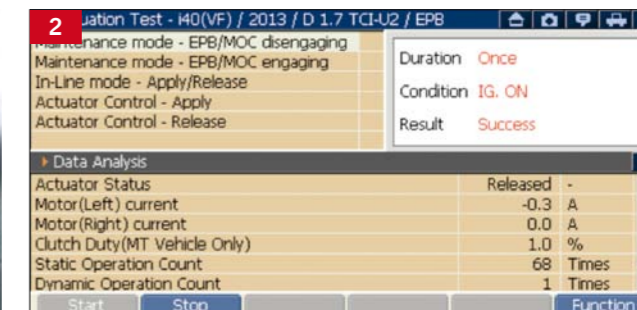 2
uation Test - i40(VF) / 2013 / D 1.7 TCI-U2 / EPB
Maintenance mode - EPB/MOC disengaging
Maintenance mode - EPB/MOC engaging
In-Line mode - Apply/Release
Actuator Control - Apply
Actuator Control - Release
Duration Once
Condition IG. ON
Result Success
Data Analysis
Actuator Status Released -
Motor(Left) current -0.3 A
Motor(Right) current 0.0 A
Clutch Duty(MT Vehicle Only) 1.0 %
Static Operation Count 68 Times
Dynamic Operation Count 1 Times
Start Stop Function